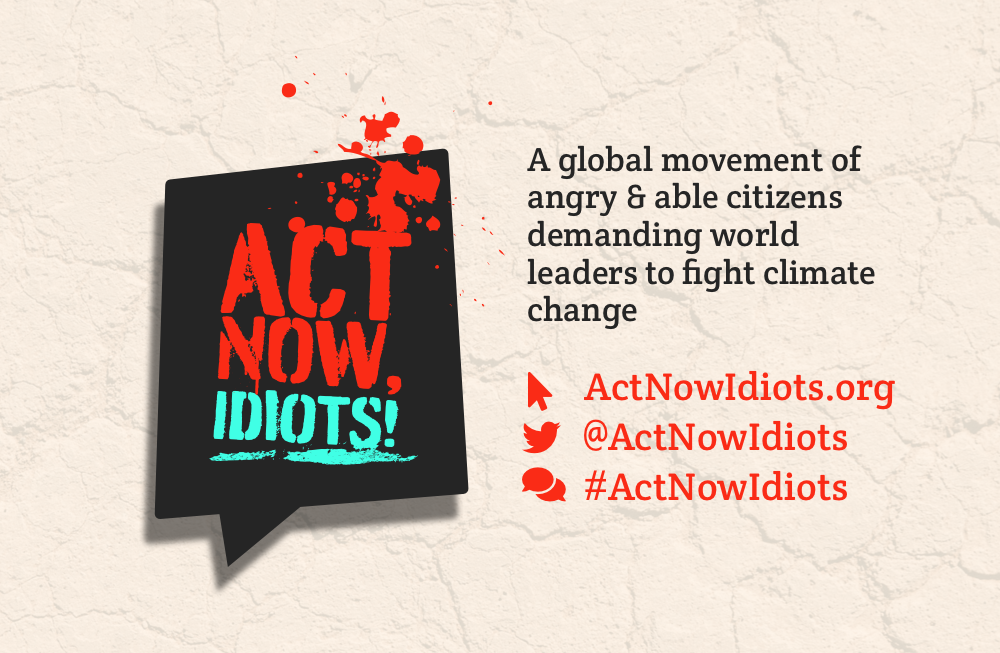 ACT
NOW,
IDIOTS!
A global movement of
angry & able citizens
demanding world
leaders to fight climate
change
ActNowIdiots.org
@ActNowIdiots
#ActNowIdiots